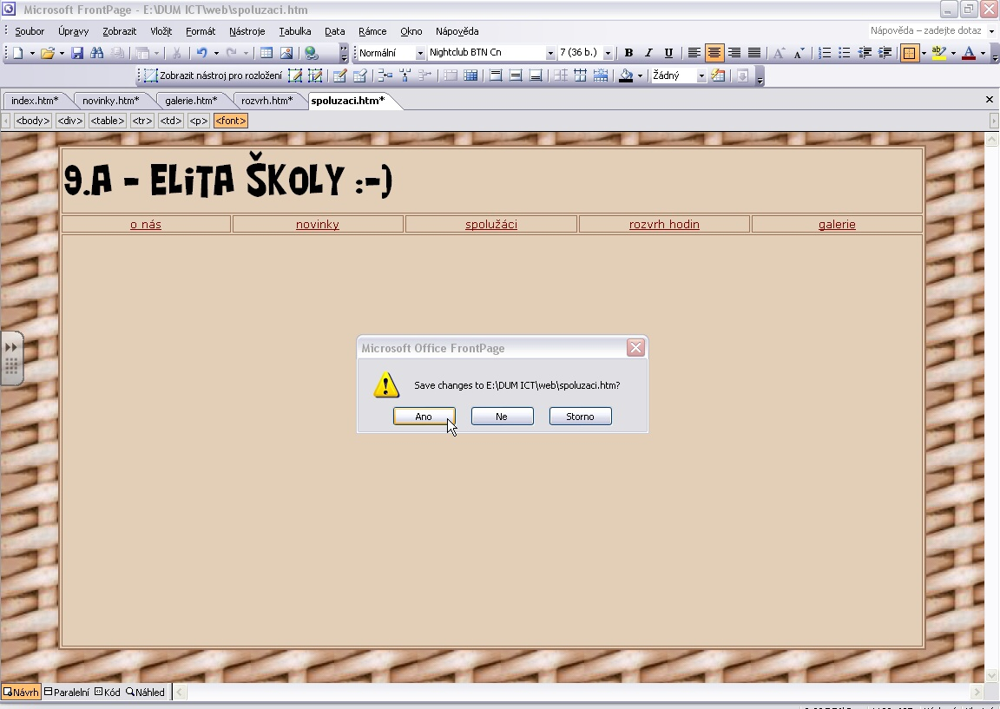 Microsoft FrontPage - E:\DUM ICT\web\spoluzaci.htm
Soubor Úpravy Zobrazit Vložit Formát Nástroje Tabulka Data Rámce Okno Nápověda Nápověda – zadejte dotaz
Normální Nightclub BTN Cn 7 (36 b.) B I U A A ab A
Zobrazit nástroj pro rozložení Žádný
index.htm* novinky.htm* galerie.htm* rozvrh.htm* spoluzaci.htm*
<body> <div> <table> <tr> <td> <p> <font>
9.A - ELiTA ŠKOLY :-)
o nás novinky spolužáci rozvrh hodin galerie
Microsoft Office FrontPage
Save changes to E:\DUM ICT\web\spoluzaci.htm?
Ano Ne Storno
Návrh Paralelní Kód Náhled